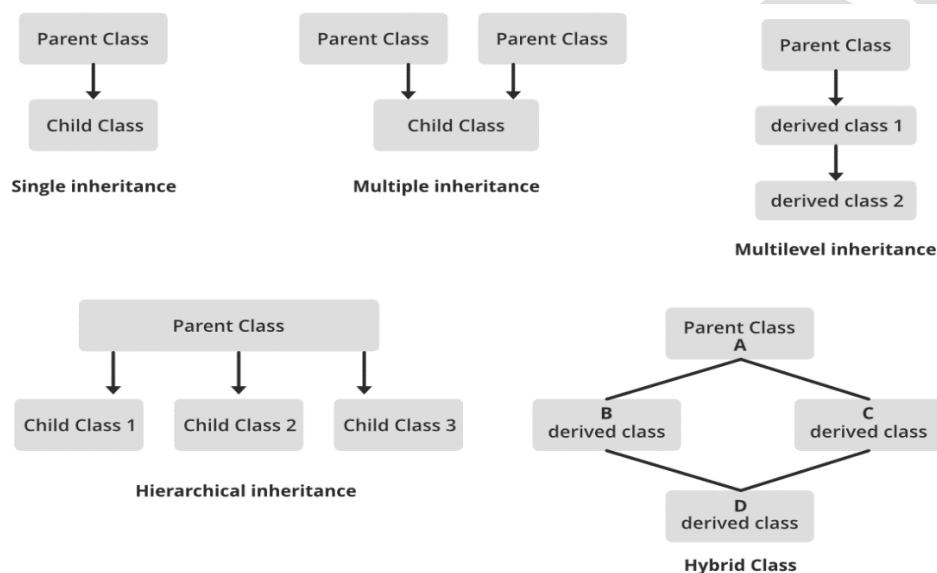 Parent Class
Child Class
Single inheritance
Parent Class
Parent Class
Child Class
Multiple inheritance
Parent Class
derived class 1
derived class 2
Multilevel inheritance
Parent Class
Child Class 1
Child Class 2
Child Class 3
Hierarchical inheritance
Parent Class
A
B
derived class
C
derived class
D
derived class
Hybrid Class